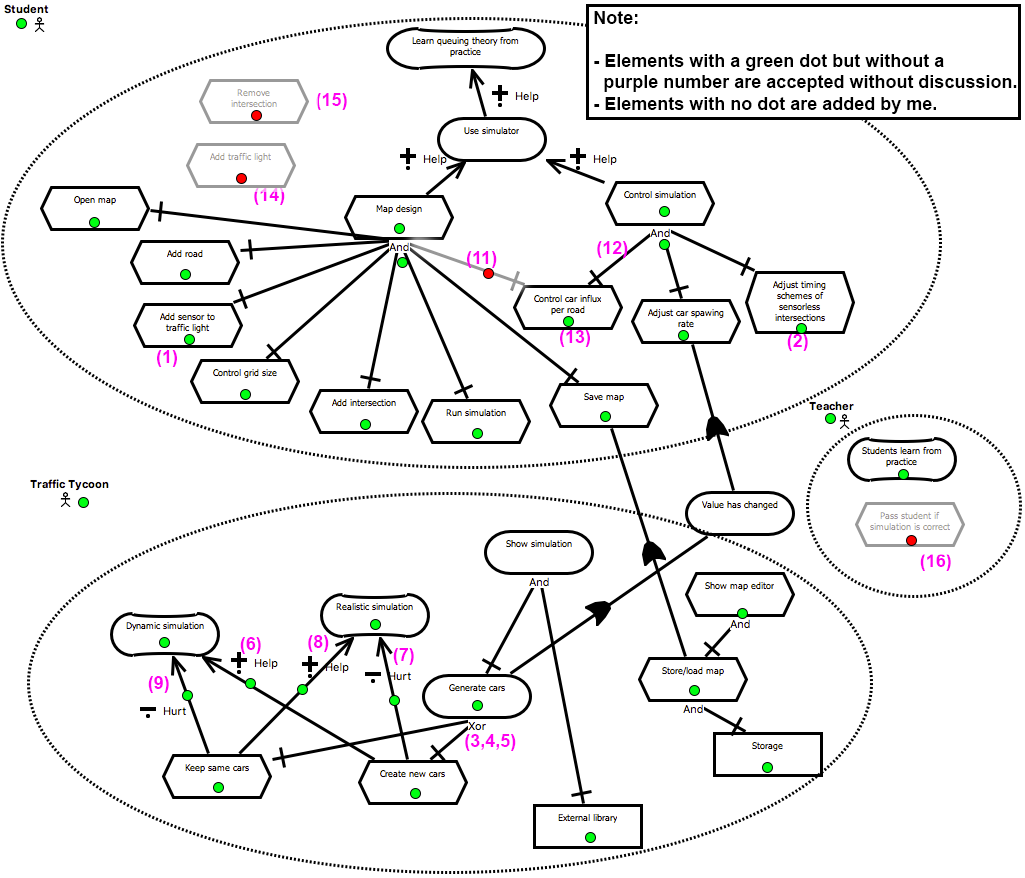 Student
Note:
- Elements with a green dot but without a
purple number are accepted without discussion.
- Elements with no dot are added by me.
Learn queuing theory from
practice
Help
Remove
intersection
(15)
Use simulator
Help
Help
Add traffic light
(14)
Open map
Map design
And
Control simulation
And
(12)
Add road
(11)
Add sensor to
traffic light
(1)
Control car influx
per road
(13)
Adjust car spawing
rate
Adjust timing
schemes of
sensorless
intersections
(2)
Control grid size
Add intersection
Run simulation
Save map
Teacher
Students learn from
practice
Pass student if
simulation is correct
(16)
Traffic Tycoon
Value has changed
Show simulation
And
Show map editor
And
Dynamic simulation
Realistic simulation
(6)
Help
(8)
Help
(7)
Hurt
(9)
Hurt
Generate cars
Xor
(3,4,5)
Store/load map
And
Storage
Keep same cars
Create new cars
External library